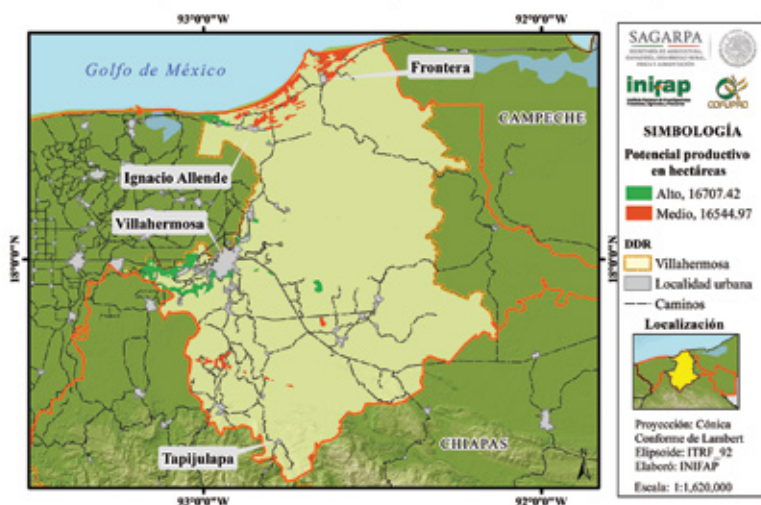 93°0'0"W
92°0'0"W
Golfo de México
Frontera
CAMPECHE
Ignacio Allende
Villahermosa
18°0'0"N
18°0'0"N
CHIAPAS
Tapijulapa
93°0'0"W
92°0'0"W
SAGARPA
inifap
COFUPRO
SIMBOLOGÍA
Potencial productivo
en hectáreas
Alto, 16707.42
Medio, 16544.97
DDR
Villahermosa
Localidad urbana
Caminos
Localización
Proyección: Cónica
Conforme de Lambert
Elipsoide: ITRF_92
Elaboró: INIFAP
Escala: 1:1,620,000